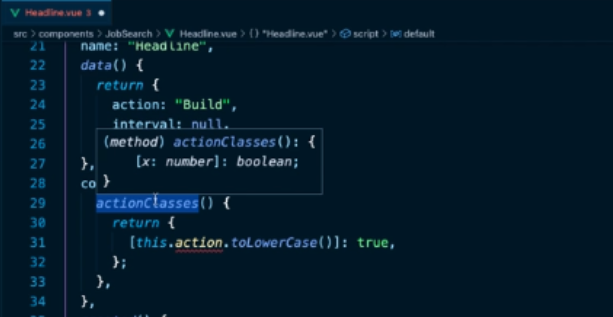 Headline.vue 3
src > components > JobSearch > Headline.vue > {} "Headline.vue" > script > default
21 name: "Headline",
22 data() {
23 return {
24 action: "Build",
25 interval: null,
26
(method) actionClasses(): {
[x: number]: boolean;
}
27 },
28 co
29 actionClasses() {
30 return {
31 [this.action.toLowerCase()]: true,
32 };
33 },
34 },